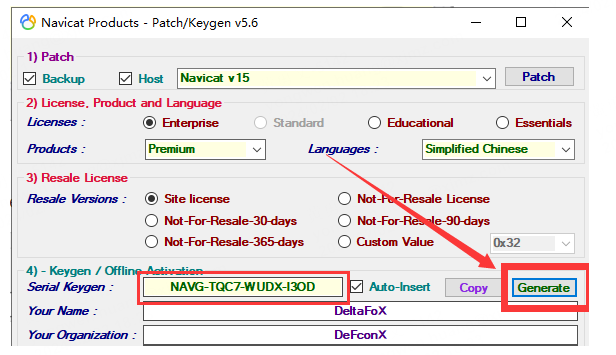 Navicat Products - Patch/Keygen v5.6
1) Patch
Backup Host Navicat v15 Patch
2) License, Product and Language
Licenses : Enterprise Standard Educational Essentials
Products : Premium Languages : Simplified Chinese
3) Resale License
Resale Versions : Site license Not-For-Resale License
Not-For-Resale-30-days Not-For-Resale-90-days
Not-For-Resale-365-days Custom Value 0x32
4) - Keygen / Offline Activation
Serial Keygen : NAVG-TQC7-WUDX-I3OD Auto-Insert Copy Generate
Your Name : DeltaFoX
Your Organization : DeFconX